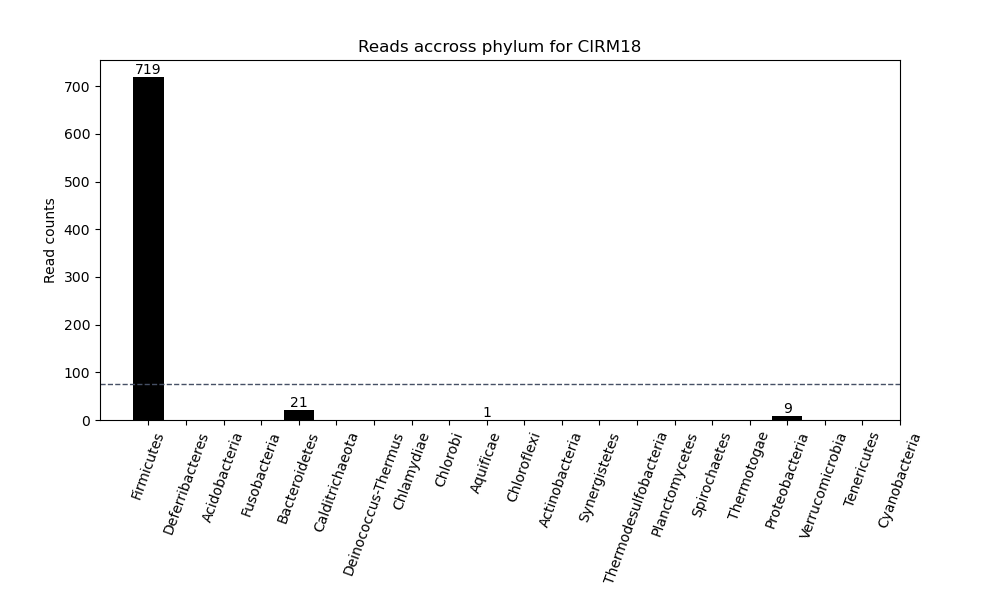 Reads accross phylum for CIRM18
719
700
600
500
400
300
200
100
0
Read counts
21
1
9
Firmicutes
Deferribacteres
Acidobacteria
Fusobacteria
Bacteroidetes
Calditrichaeota
Deinococcus-Thermus
Chlamydiae
Chlorobi
Aquificae
Chloroflexi
Actinobacteria
Synergistetes
Thermodesulfobacteria
Planctomycetes
Spirochaetes
Thermotogae
Proteobacteria
Verrucomicrobia
Tenericutes
Cyanobacteria